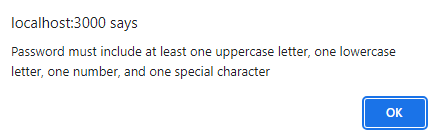 localhost:3000 says
Password must include at least one uppercase letter, one lowercase
letter, one number, and one special character
OK